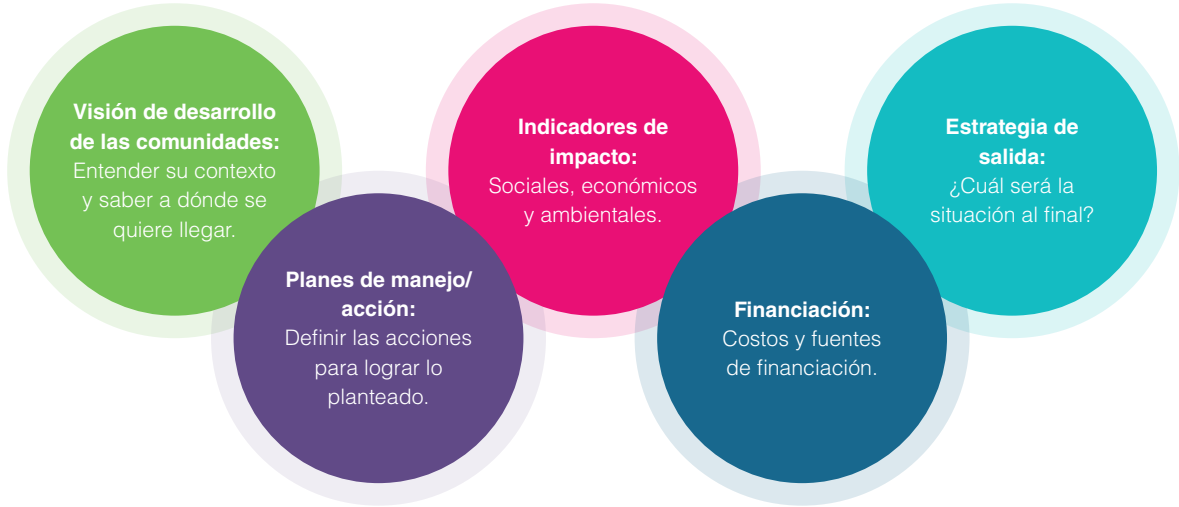 Visión de desarrollo
de las comunidades:
Entender su contexto
y saber a dónde se
quiere llegar.
Planes de manejo/
acción:
Definir las acciones
para lograr lo
planteado.
Indicadores de
impacto:
Sociales, económicos
y ambientales.
Financiación:
Costos y fuentes
de financiación.
Estrategia de
salida:
¿Cuál será la
situación al final?